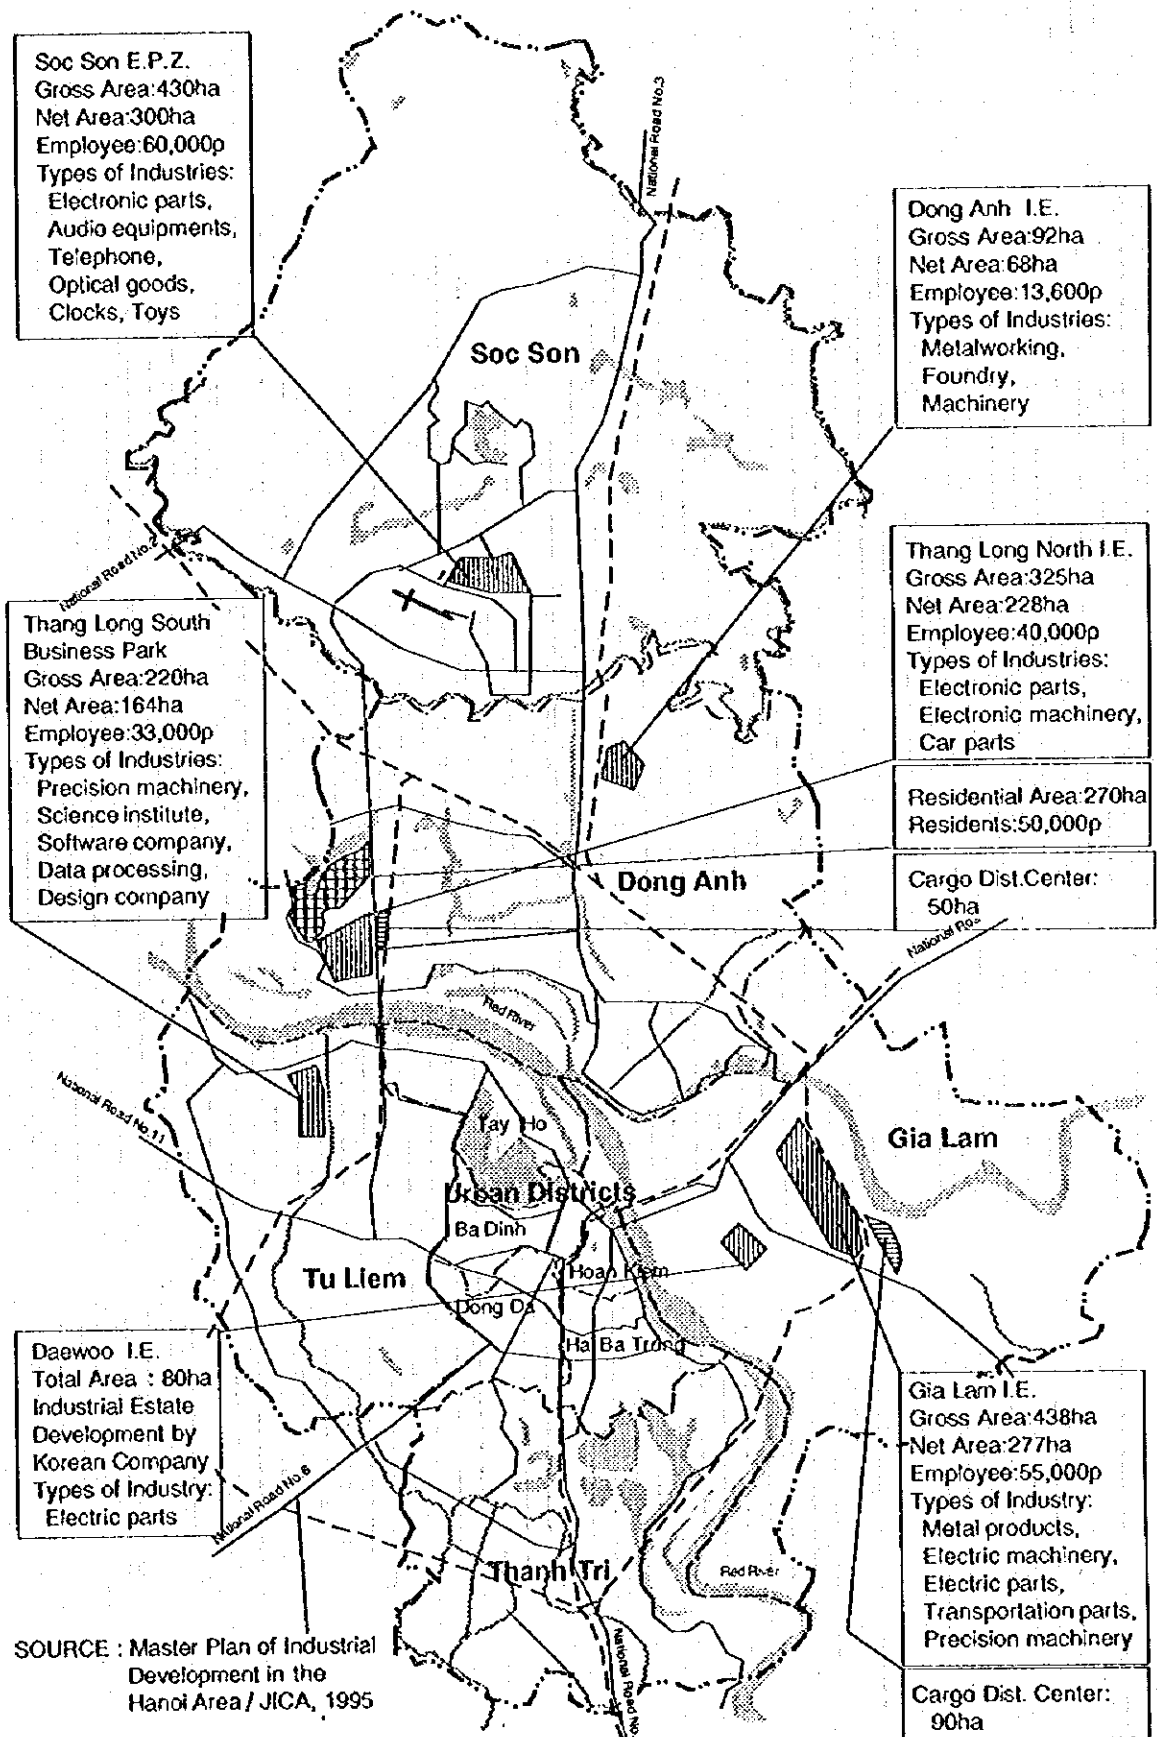 Soc Son E.P.Z.
Gross Area:430ha
Net Area:300ha
Employee:60,000p
Types of Industries:
Electronic parts,
Audio equipments,
Telephone,
Optical goods,
Clocks, Toys
National Road No.3
Dong Anh I.E.
Gross Area:92ha
Net Area:68ha
Employee:13,600p
Types of Industries:
Metalworking,
Foundry,
Machinery
Soc Son
National Road No.2
Thang Long North I.E.
Gross Area:325ha
Net Area:228ha
Employee:40,000p
Types of Industries:
Electronic parts,
Electronic machinery,
Car parts
Thang Long South
Business Park
Gross Area:220ha
Net Area:164ha
Employee:33,000p
Types of Industries:
Precision machinery,
Science institute,
Software company,
Data processing,
Design company
Residential Area:270ha
Residents:50,000p
Cargo Dist.Center:
50ha
Dong Anh
National
Red River
National Road No.11
Tay Ho
Gia Lam
Urban Districts
Ba Dinh
Tu Liem
Hoan Kiem
Dong Da
Hai Ba Trung
Daewoo I.E.
Total Area : 80ha
Industrial Estate
Development by
Korean Company
Types of Industry:
Electric parts
National Road No.6
Gia Lam I.E.
Gross Area:438ha
Net Area:277ha
Employee:55,000p
Types of Industry:
Metal products,
Electric machinery,
Electric parts,
Transportation parts,
Precision machinery
Cargo Dist. Center:
90ha
Thanh Tri
Red River
National Road No.
SOURCE : Master Plan of Industrial
Development in the
Hanoi Area / JICA, 1995